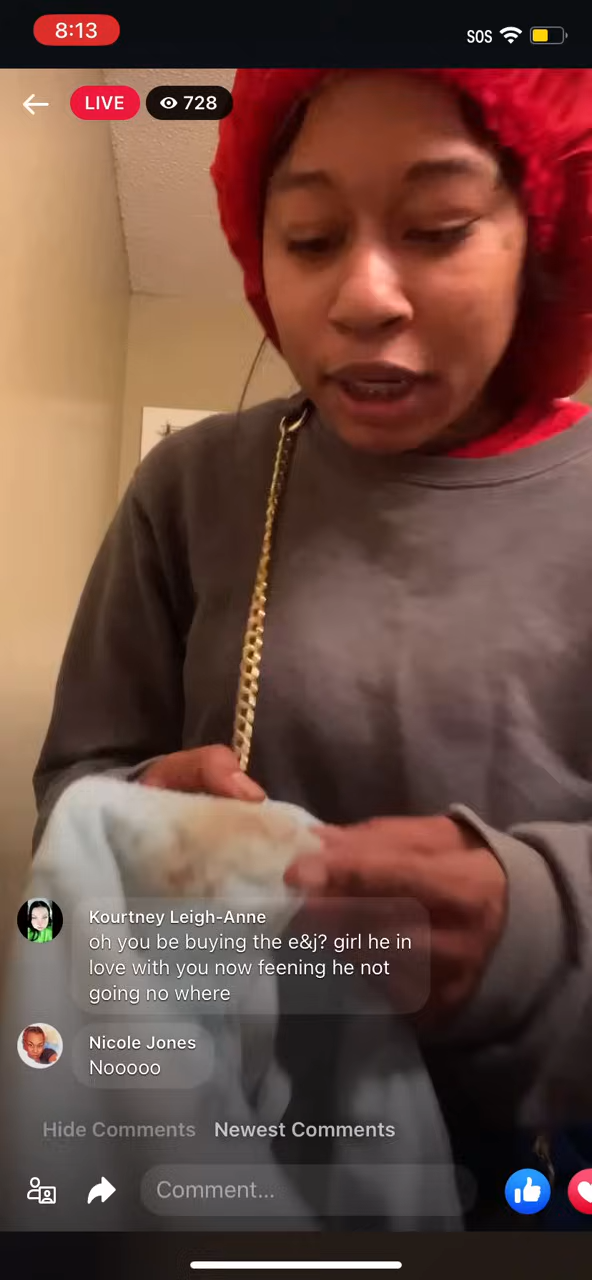 8:13
SOS
LIVE
728
Kourtney Leigh-Anne
oh you be buying the e&j? girl he in
love with you now feening he not
going no where
Nicole Jones
Nooooo
Hide Comments Newest Comments
Comment...